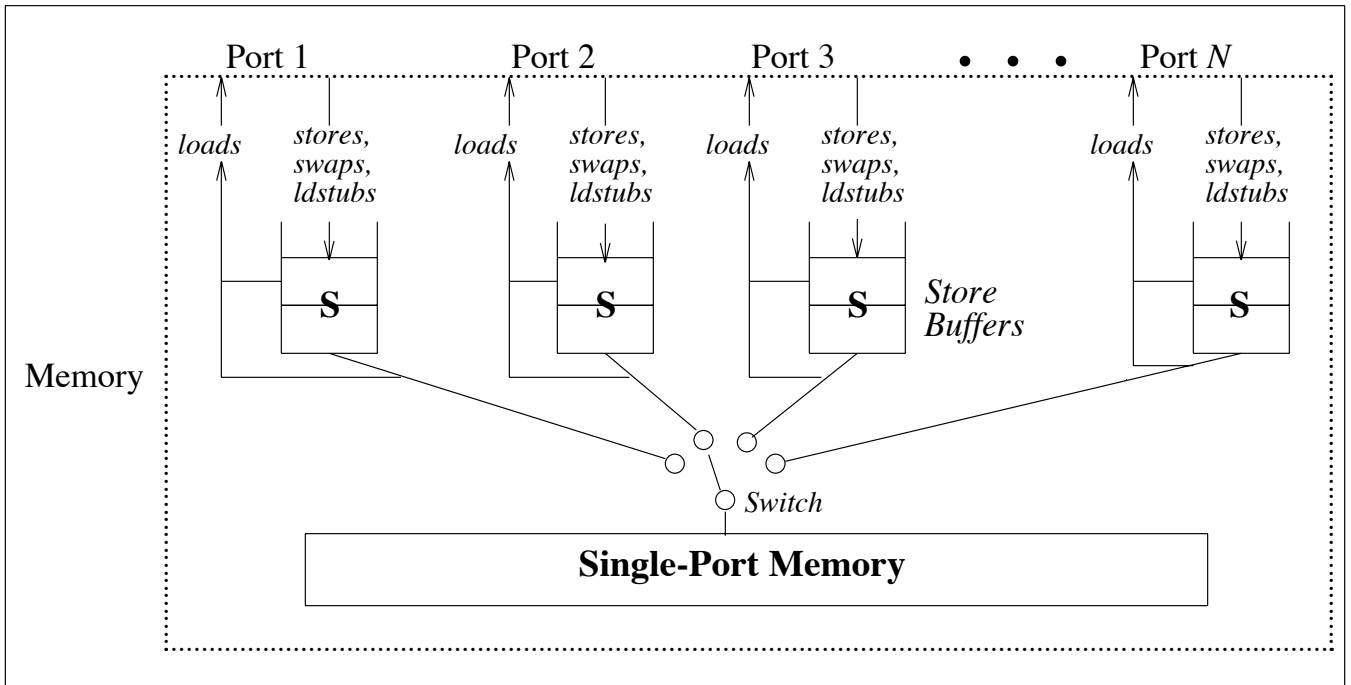 Port 1
Port 2
Port 3
• • •
Port N
loads
stores,
swaps,
ldstubs
loads
stores,
swaps,
ldstubs
loads
stores,
swaps,
ldstubs
loads
stores,
swaps,
ldstubs
S
S
S
S
Store
Buffers
Memory
Switch
Single-Port Memory